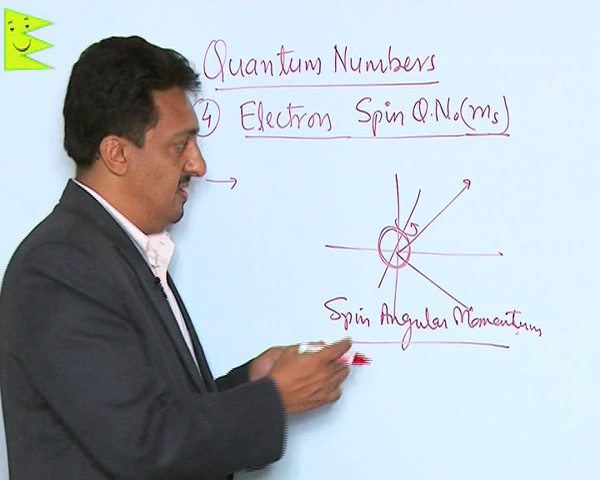 Quantum Numbers
4) Electron Spin Q.No(ms)
Spin Angular Momentum